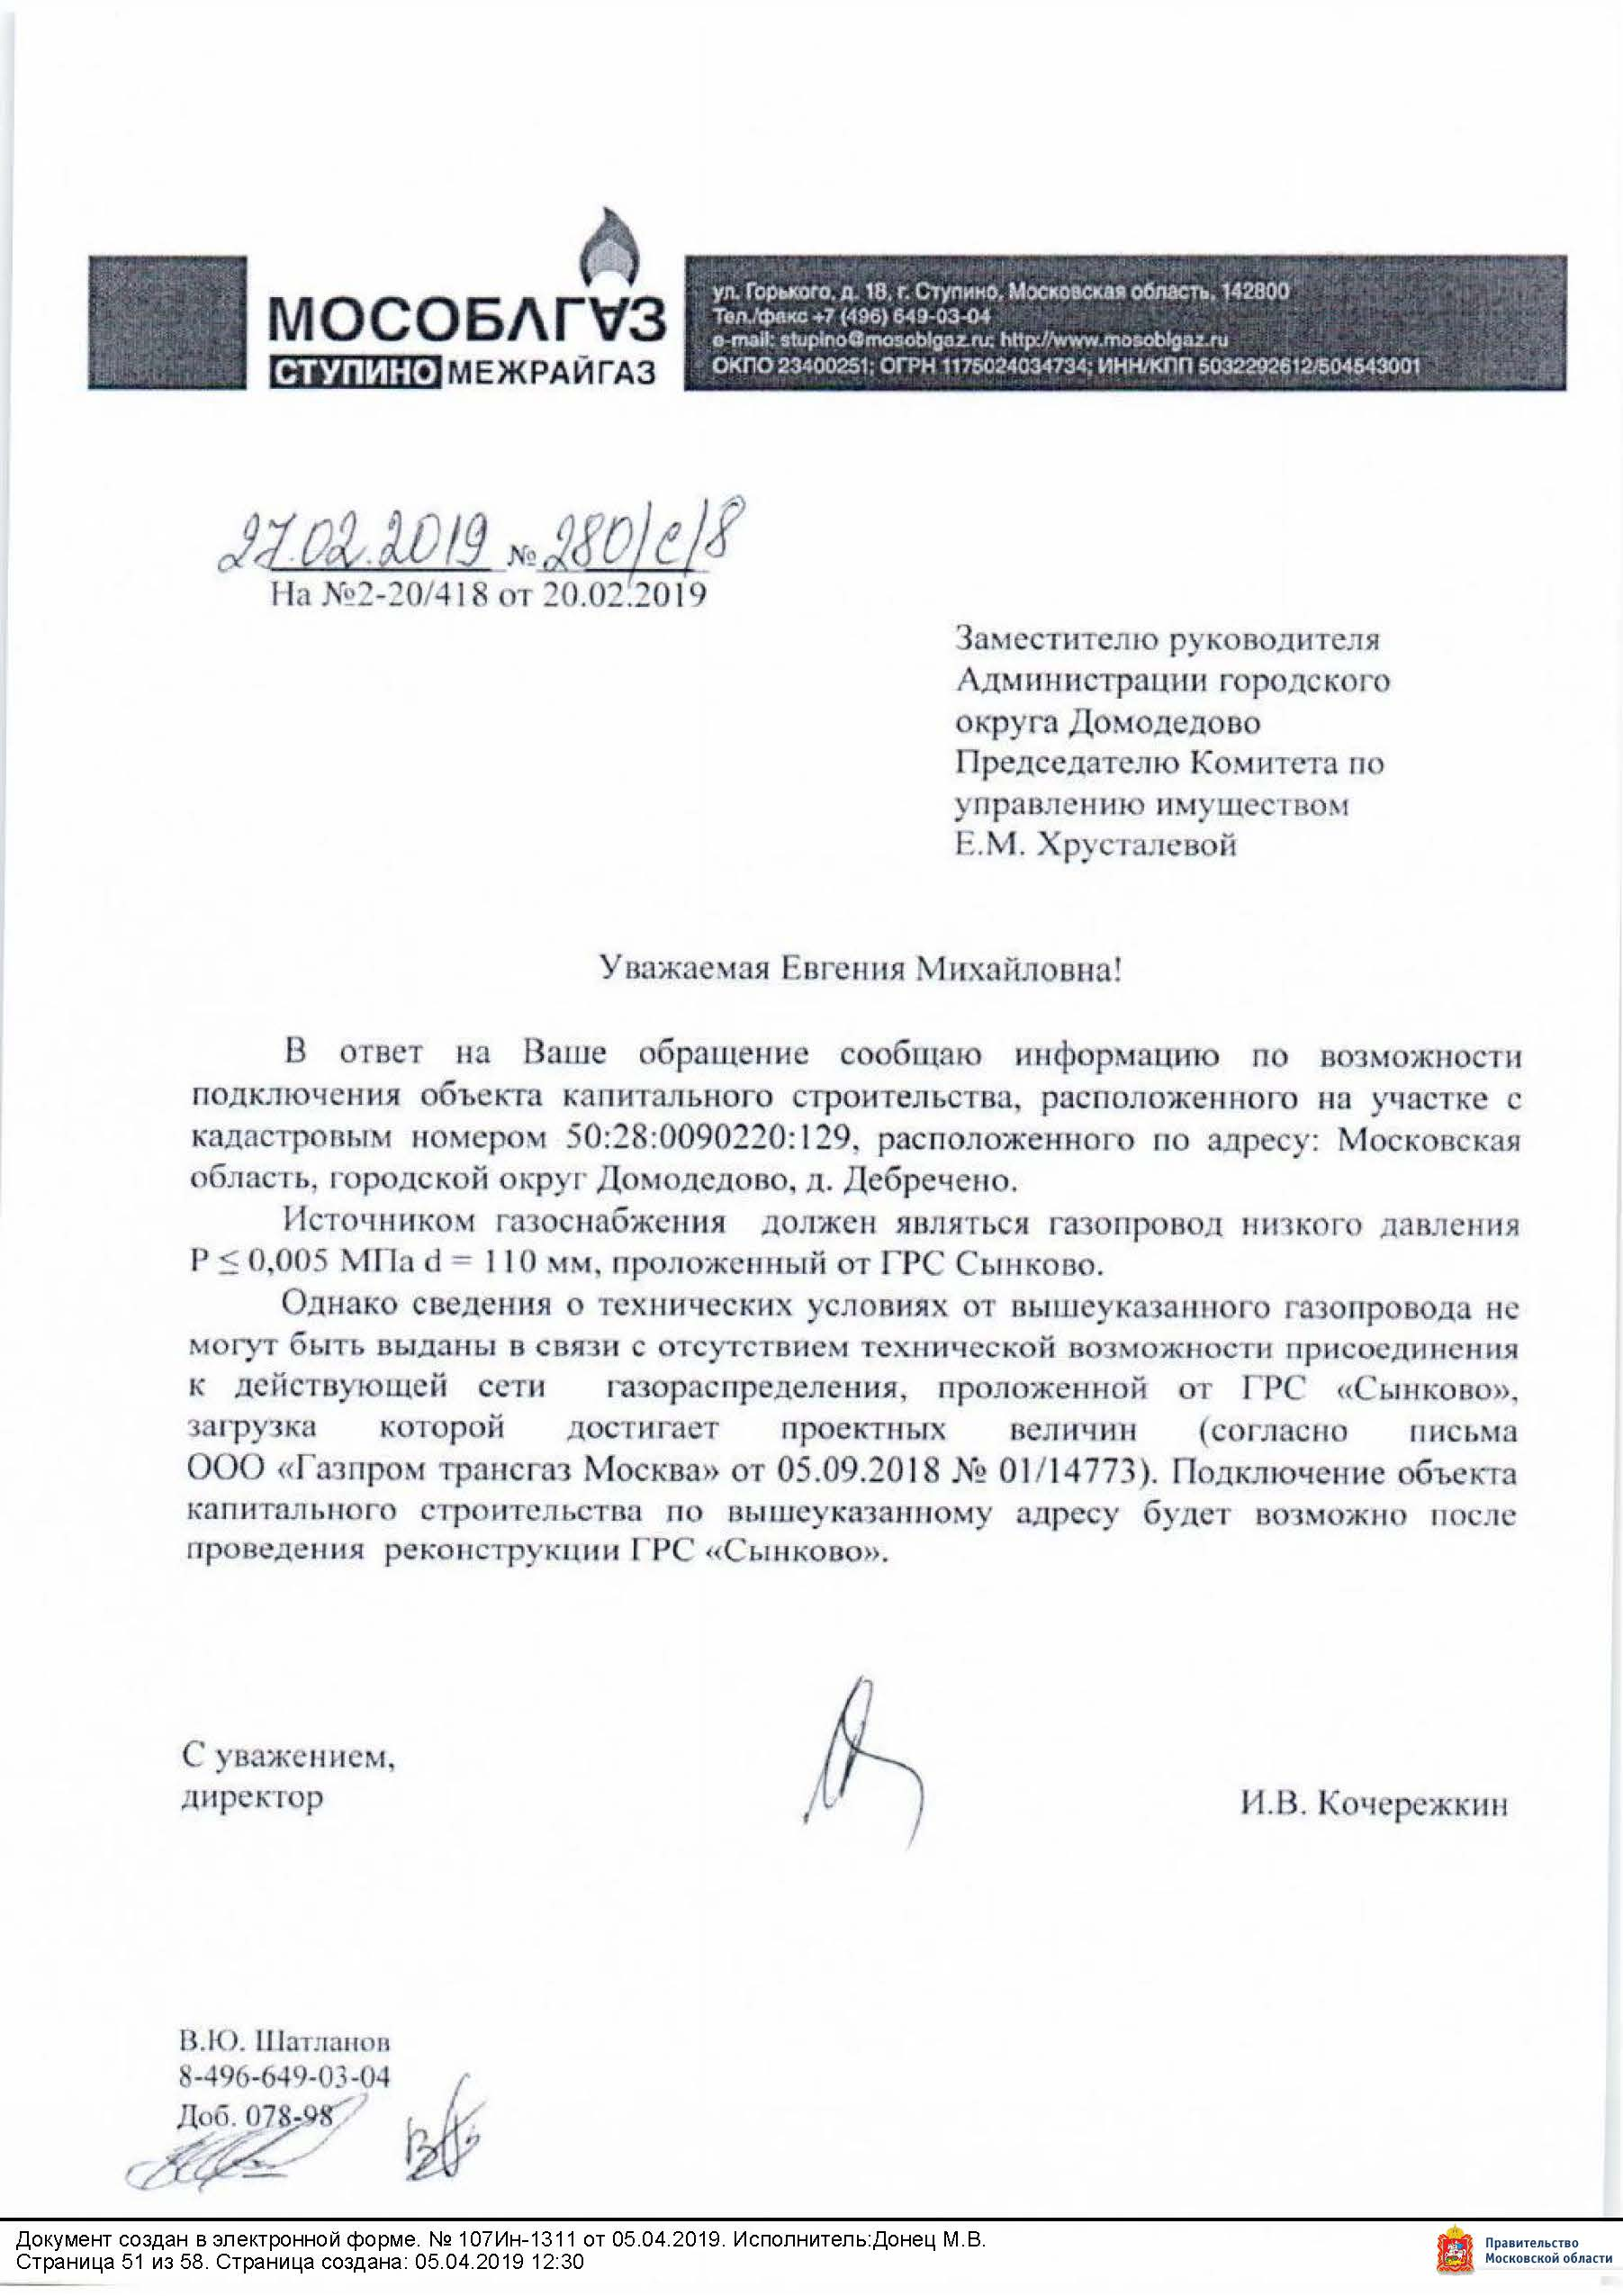 МОСОБЛГАЗ
СТУПИНО МЕЖРАЙГАЗ
ул. Горького, д. 18, г. Ступино, Московская область, 142800
Тел./факс +7 (496) 649-03-04
e-mail: stupino@mosoblgaz.ru; http://www.mosoblgaz.ru
ОКПО 23400251; ОГРН 1175024034734; ИНН/КПП 5032292612/504543001
27.02.2019 № 280/с/8
На №2-20/418 от 20.02.2019
Заместителю руководителя
Администрации городского
округа Домодедово
Председателю Комитета по
управлению имуществом
Е.М. Хрусталевой
Уважаемая Евгения Михайловна!
В ответ на Ваше обращение сообщаю информацию по возможности
подключения объекта капитального строительства, расположенного на участке с
кадастровым номером 50:28:0090220:129, расположенного по адресу: Московская
область, городской округ Домодедово, д. Дебречено.
Источником газоснабжения должен являться газопровод низкого давления
P ≤ 0,005 МПа d = 110 мм, проложенный от ГРС Сынково.
Однако сведения о технических условиях от вышеуказанного газопровода не
могут быть выданы в связи с отсутствием технической возможности присоединения
к действующей сети газораспределения, проложенной от ГРС «Сынково»,
загрузка которой достигает проектных величин (согласно письма
ООО «Газпром трансгаз Москва» от 05.09.2018 № 01/14773). Подключение объекта
капитального строительства по вышеуказанному адресу будет возможно после
проведения реконструкции ГРС «Сынково».
С уважением,
директор
И.В. Кочережкин
В.Ю. Шатланов
8-496-649-03-04
Доб. 078-98
Документ создан в электронной форме. № 107Ин-1311 от 05.04.2019. Исполнитель:Донец М.В.
Страница 51 из 58. Страница создана: 05.04.2019 12:30
Правительство
Московской области